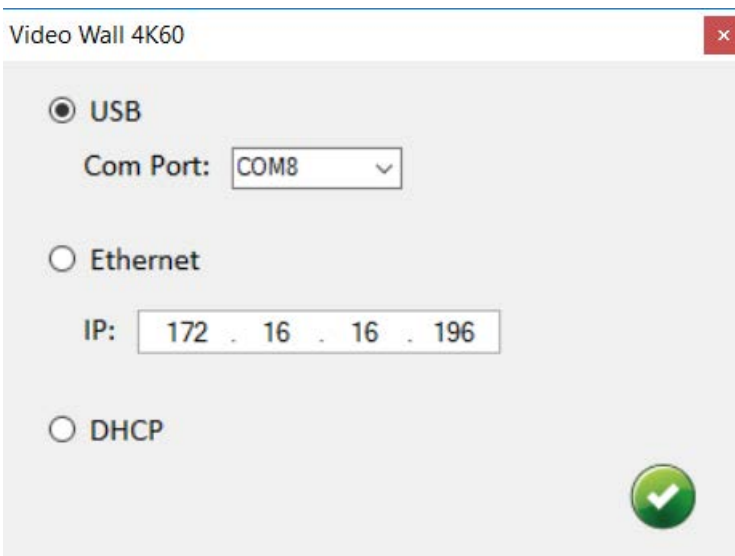 Video Wall 4K60
USB
Com Port: COM8
Ethernet
IP: 172 . 16 . 16 . 196
DHCP